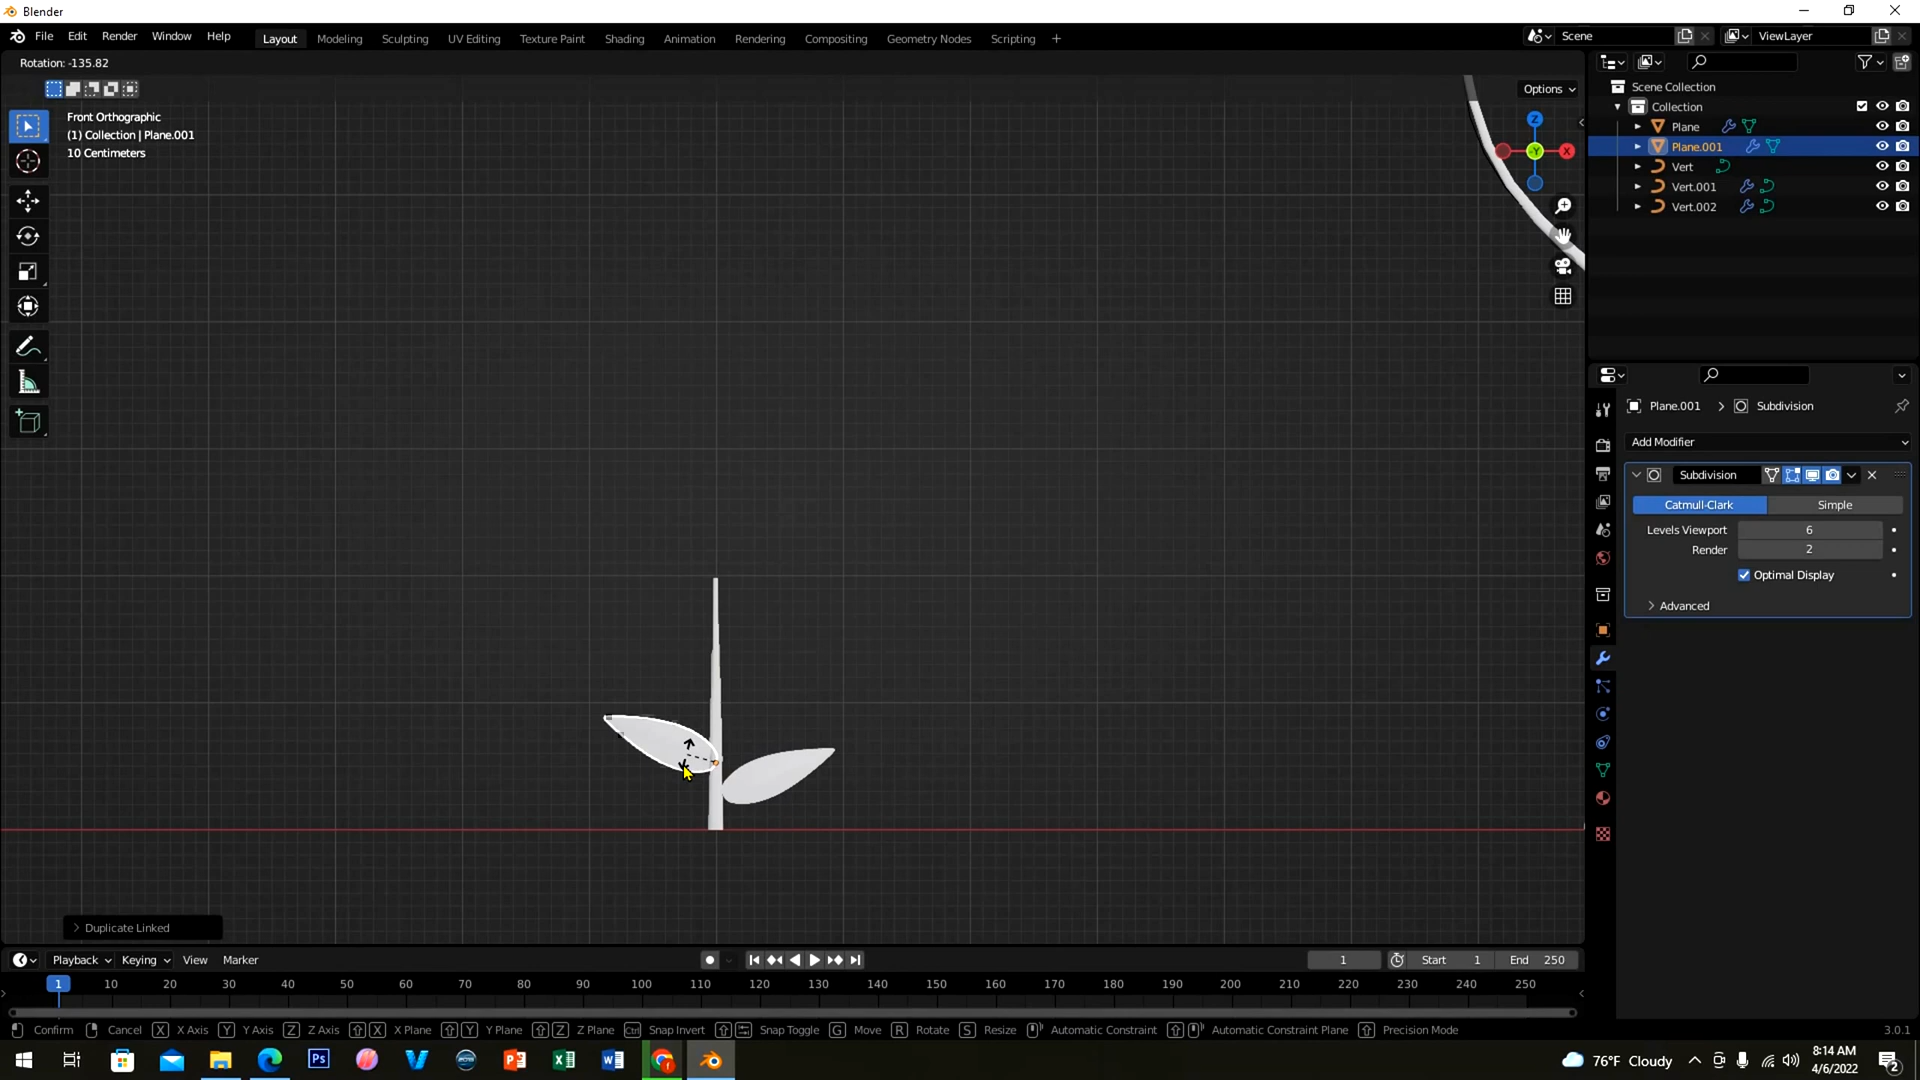 Blender
File Edit Render Window Help Layout Modeling Sculpting UV Editing Texture Paint Shading Animation Rendering Compositing Geometry Nodes Scripting + Scene ViewLayer
Rotation: -135.82
Options
Front Orthographic
(1) Collection | Plane.001
10 Centimeters
Z
X
-Y
Scene Collection
Collection
Plane
Plane.001
Vert
Vert.001
Vert.002
Plane.001 > Subdivision
Add Modifier
Subdivision
Catmull-Clark Simple
Levels Viewport 6
Render 2
Optimal Display
Advanced
Duplicate Linked
Playback Keying View Marker 1 Start 1 End 250
1 10 20 30 40 50 60 70 80 90 100 110 120 130 140 150 160 170 180 190 200 210 220 230 240 250
Confirm Cancel X X Axis Y Y Axis Z Z Axis X X Plane Y Y Plane Z Z Plane Ctrl Snap Invert Snap Toggle G Move R Rotate S Resize Automatic Constraint Automatic Constraint Plane Precision Mode 3.0.1
Ps 76°F Cloudy 8:14 AM
4/6/2022
2